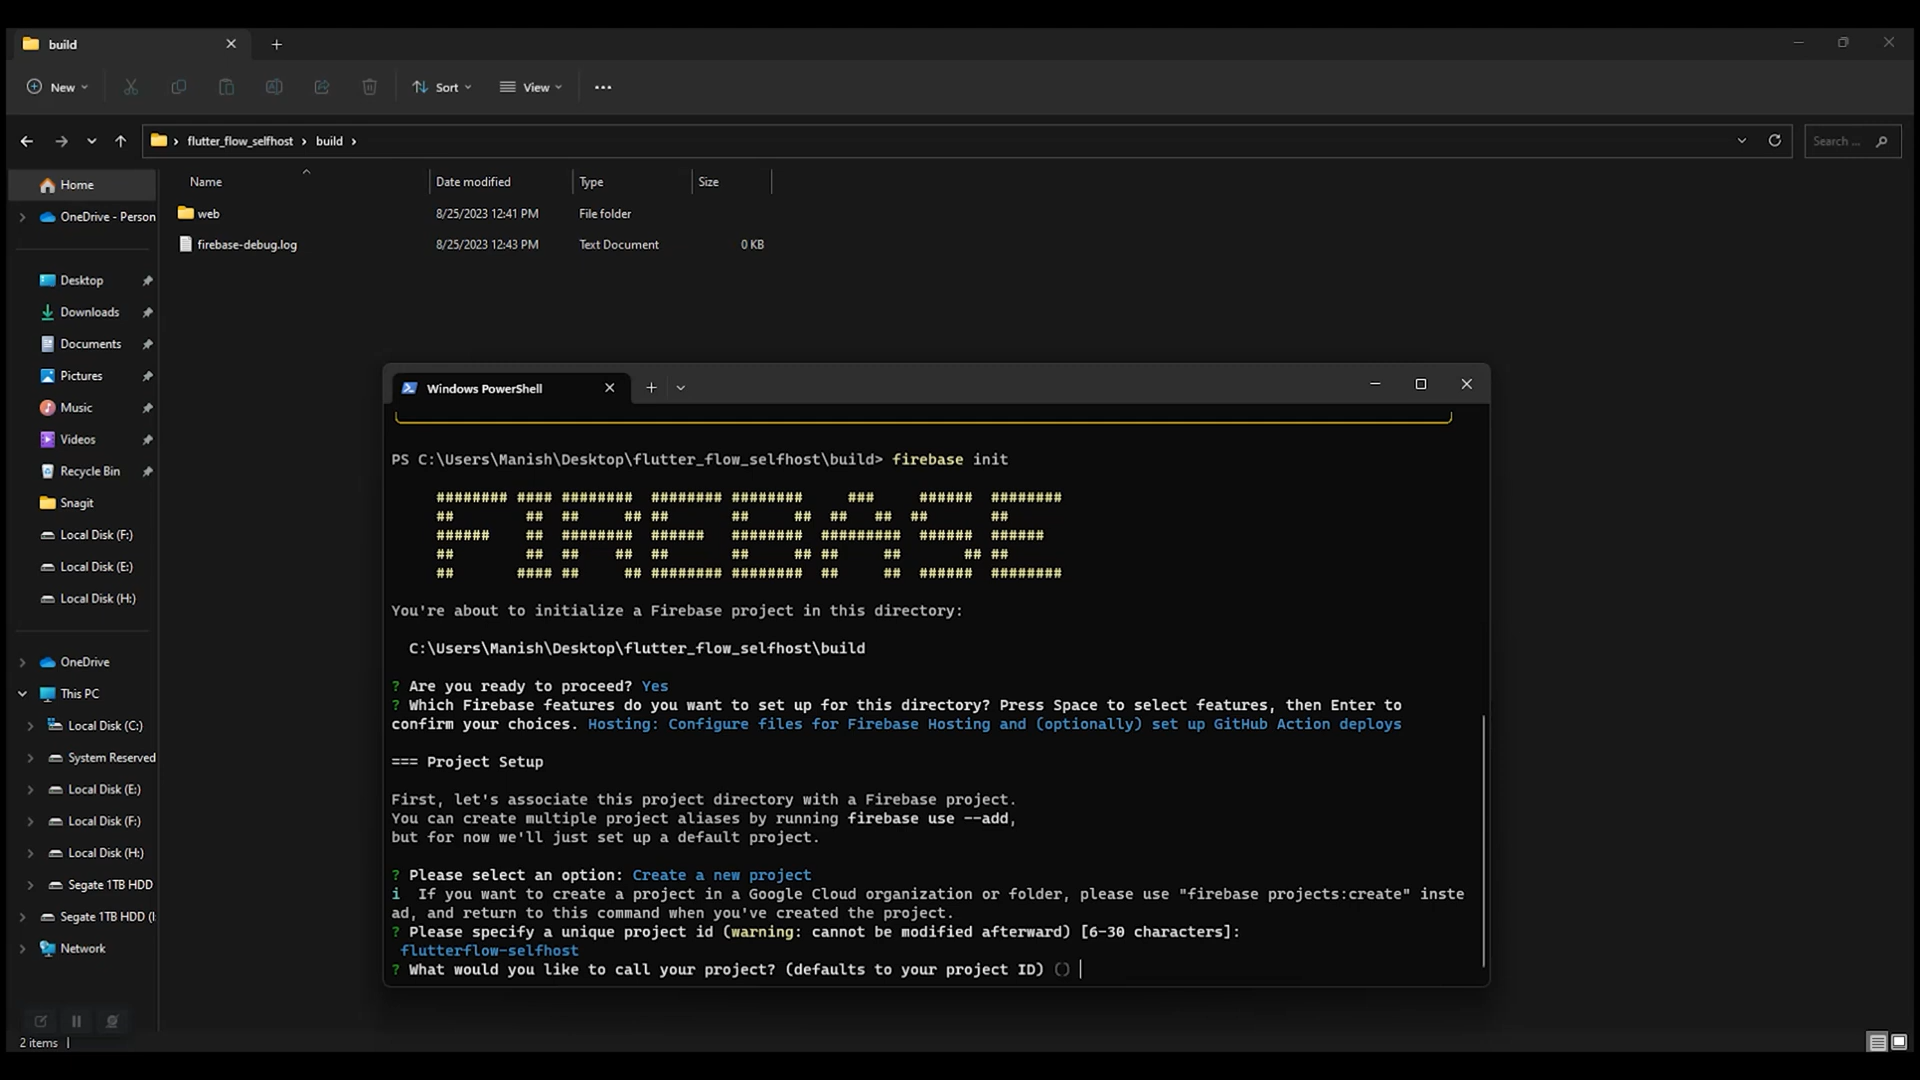 build
New
Sort
View
flutter_flow_selfhost
build
Search ...
Name
Date modified
Type
Size
web
8/25/2023 12:41 PM
File folder
firebase-debug.log
8/25/2023 12:43 PM
Text Document
0 KB
Home
OneDrive - Person
Desktop
Downloads
Documents
Pictures
Music
Videos
Recycle Bin
Snagit
Local Disk (F:)
Local Disk (E:)
Local Disk (H:)
OneDrive
This PC
Local Disk (C:)
System Reserved
Local Disk (E:)
Local Disk (F:)
Local Disk (H:)
Segate 1TB HDD
Segate 1TB HDD (
Network
2 items
Windows PowerShell
PS C:\Users\Manish\Desktop\flutter_flow_selfhost\build> firebase init
FIREBASE
You're about to initialize a Firebase project in this directory:
C:\Users\Manish\Desktop\flutter_flow_selfhost\build
? Are you ready to proceed? Yes
? Which Firebase features do you want to set up for this directory? Press Space to select features, then Enter to
confirm your choices. Hosting: Configure files for Firebase Hosting and (optionally) set up GitHub Action deploys
=== Project Setup
First, let's associate this project directory with a Firebase project.
You can create multiple project aliases by running firebase use --add,
but for now we'll just set up a default project.
? Please select an option: Create a new project
i If you want to create a project in a Google Cloud organization or folder, please use "firebase projects:create" inste
ad, and return to this command when you've created the project.
? Please specify a unique project id (warning: cannot be modified afterward) [6-30 characters]:
flutterflow-selfhost
? What would you like to call your project? (defaults to your project ID) ()